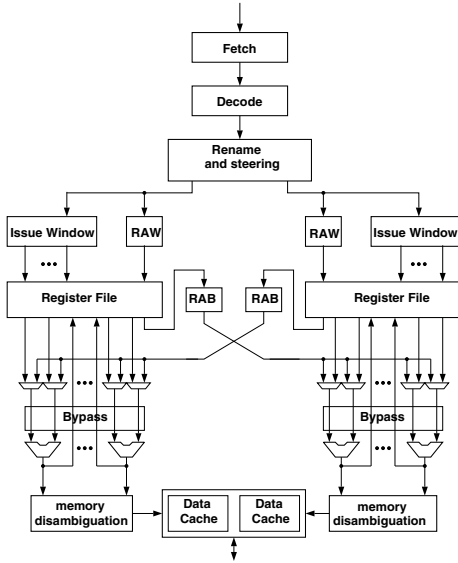 Fetch
Decode
Rename
and steering
Issue Window
RAW
RAW
Issue Window
Register File
RAB
RAB
Register File
Bypass
Bypass
memory
disambiguation
Data
Cache
Data
Cache
memory
disambiguation